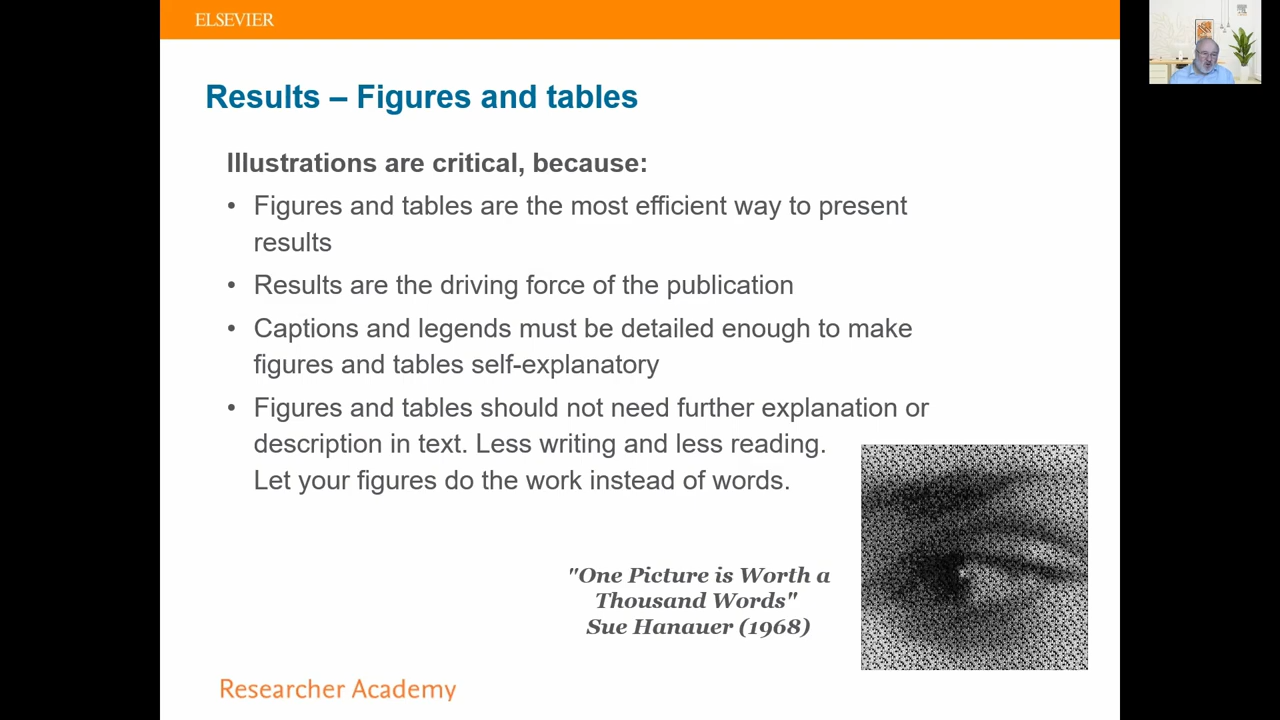 ELSEVIER
Results – Figures and tables
Illustrations are critical, because:
• Figures and tables are the most efficient way to present
results
• Results are the driving force of the publication
• Captions and legends must be detailed enough to make
figures and tables self-explanatory
• Figures and tables should not need further explanation or
description in text. Less writing and less reading.
Let your figures do the work instead of words.
"One Picture is Worth a
Thousand Words"
Sue Hanauer (1968)
Researcher Academy